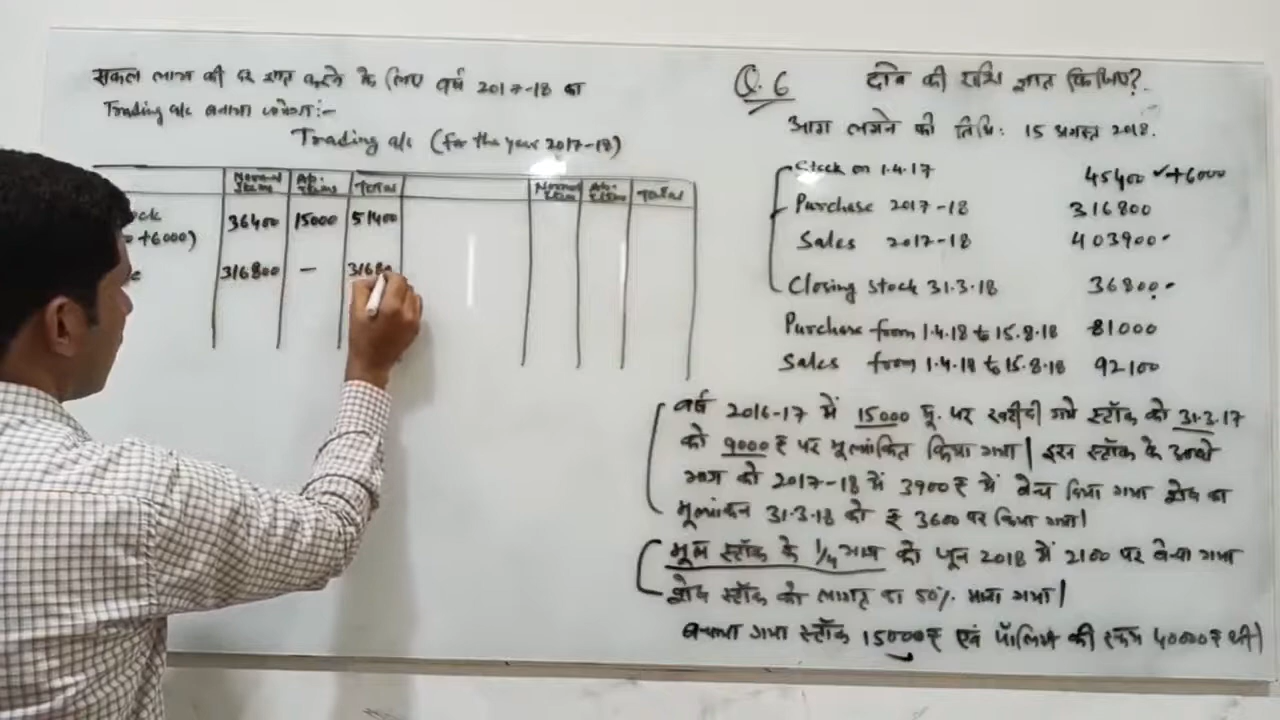 सकल लाभ की दर ज्ञात करने के लिए वर्ष 2017-18 का
Trading a/c बनाया जायेगा:-
Trading a/c (for the year 2017-18)
Normal Items Ab. Items Total Normal Item Ab. Items Total
ock 36400 15000 51400
+6000)
316800 — 3168
Q.6 दावे की राशि ज्ञात किजिए?
आग लगने की तिथि: 15 अगस्त 2018.
Stock on 1.4.17 45400 +6000
Purchase 2017-18 316800
Sales 2017-18 403900
Closing Stock 31.3.18 36800
Purchase from 1.4.18 to 15.8.18 81000
Sales from 1.4.18 to 15.8.18 92100
वर्ष 2016-17 में 15000 रू. पर खरीदी गये स्टॉक को 31.3.17
को 9000 ₹ पर मूल्यांकित किया गया| इस स्टॉक के आधे
भाग को 2017-18 में 3900 ₹ में बेच दिया गया शेष का
मूल्यांकन 31.3.18 को ₹ 3600 पर किया गया|
मूल स्टॉक के 1/4 भाग को जून 2018 में 2100 पर बेचा गया
शेष स्टॉक को लागत का 50% माना गया|
बचाया गया स्टॉक 15000 ₹ एवं पॉलिसी की रकम 40000 ₹ थी|